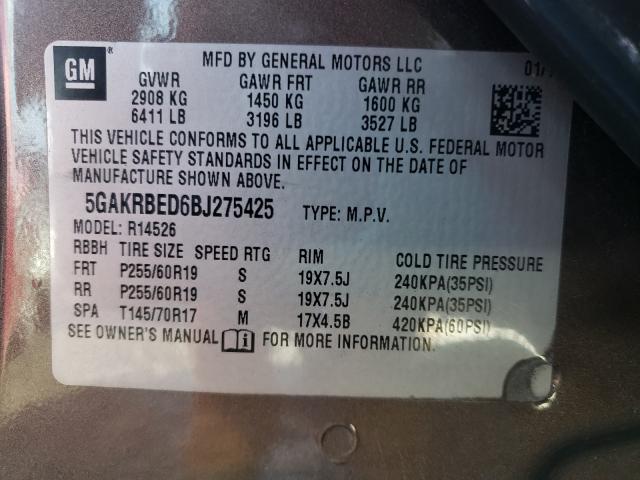 GM ®
MFD BY GENERAL MOTORS LLC
01/
GVWR GAWR FRT GAWR RR
2908 KG 1450 KG 1600 KG
6411 LB 3196 LB 3527 LB
THIS VEHICLE CONFORMS TO ALL APPLICABLE U.S. FEDERAL MOTOR
VEHICLE SAFETY STANDARDS IN EFFECT ON THE DATE OF
MANUFACTURE SHOWN ABOVE.
5GAKRBED6BJ275425 TYPE: M.P.V.
MODEL: R14526
RBBH TIRE SIZE SPEED RTG RIM COLD TIRE PRESSURE
FRT P255/60R19 S 19X7.5J 240KPA(35PSI)
RR P255/60R19 S 19X7.5J 240KPA(35PSI)
SPA T145/70R17 M 17X4.5B 420KPA(60PSI)
SEE OWNER'S MANUAL FOR MORE INFORMATION.